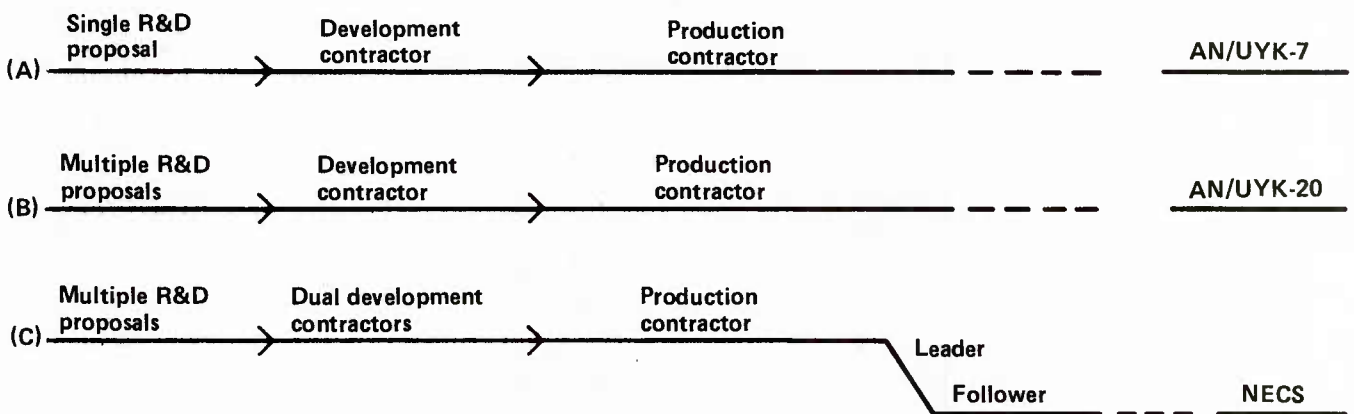 Single R&D
proposal
Development
contractor
Production
contractor
(A)
AN/UYK-7
Multiple R&D
proposals
Development
contractor
Production
contractor
(B)
AN/UYK-20
Multiple R&D
proposals
Dual development
contractors
Production
contractor
(C)
Leader
Follower
NECS